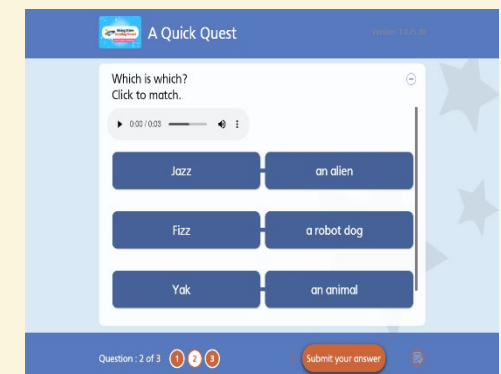 A Quick Quest
Which is which?
Click to match.
0:00 / 0:03
Jazz
an alien
Fizz
a robot dog
Yak
an animal
Question : 2 of 3 1 2 3
Submit your answer